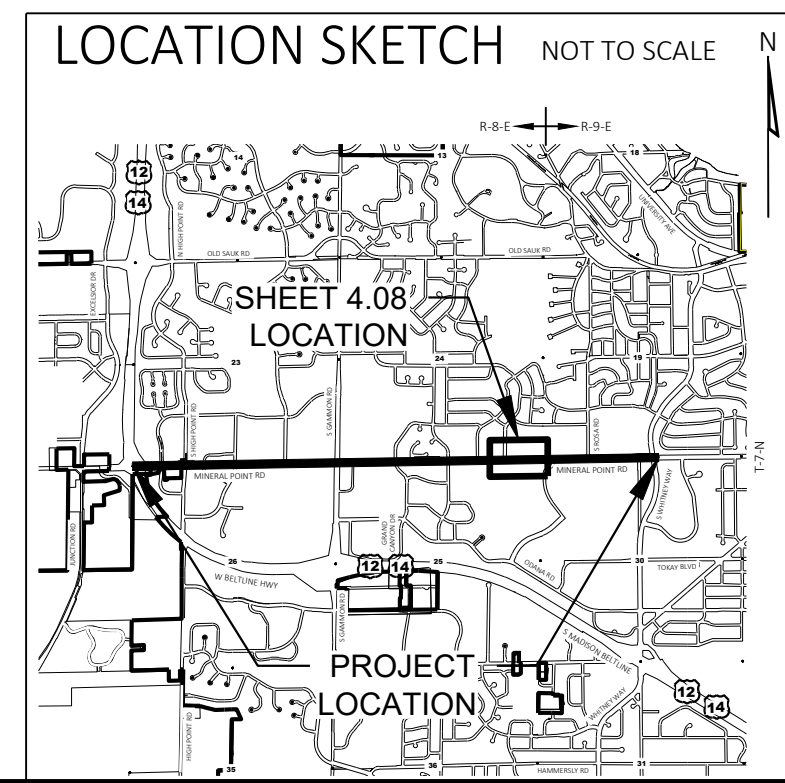 LOCATION SKETCH NOT TO SCALE
N
R-8-E R-9-E
14
13
18
12
14
N HIGH POINT RD
UNIVERSITY AVE
OLD SAUK RD
OLD SAUK RD
EXCELSIOR DR
SHEET 4.08
LOCATION
23
24
19
S HIGH POINT RD
S GAMMON RD
S ROSA RD
MINERAL POINT RD
MINERAL POINT RD
T-7-N
S WHITNEY WAY
JUNCTION RD
GRAND
CANYON DR
26
12
14
25
ODANA RD
30
TOKAY BLVD
W BELTLINE HWY
S GAMMON RD
S MADISON BELTLINE
PROJECT
LOCATION
12
14
WHITNEY WAY
HIGH POINT RD
35
36
31
HAMMERSLY RD